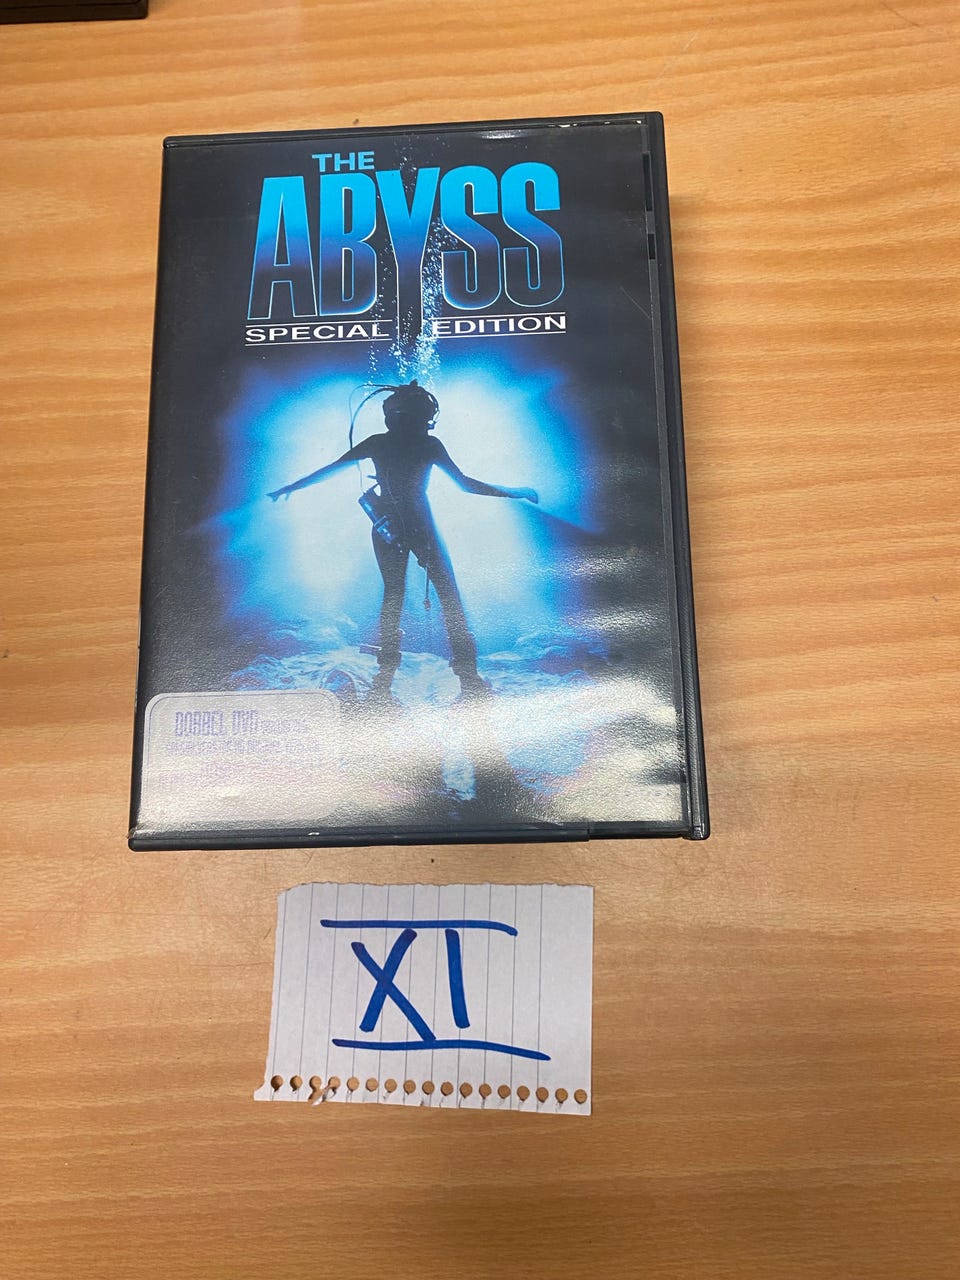 THE
ABYSS
SPECIAL EDITION
DOBBEL DVD
XI